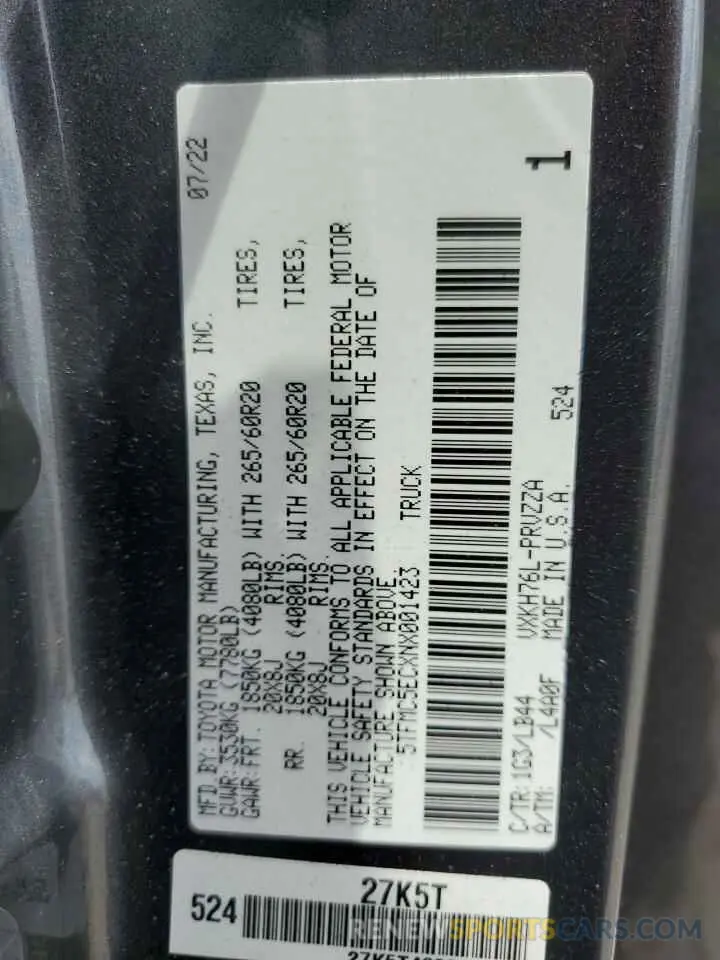 07/22
MFD BY: TOYOTA MOTOR MANUFACTURING, TEXAS, INC.
GVWR: 3530KG (7780LB)
GAWR: FRT. 1850KG (4080LB) WITH 265/60R20 TIRES,
20X8J RIMS,
RR. 1850KG (4080LB) WITH 265/60R20 TIRES,
20X8J RIMS.
THIS VEHICLE CONFORMS TO ALL APPLICABLE FEDERAL MOTOR
VEHICLE SAFETY STANDARDS IN EFFECT ON THE DATE OF
MANUFACTURE SHOWN ABOVE.
5TFMC5ECXNX001423 TRUCK
C/TR: 1G3/LB44 VXKH76L-PRVZZA
A/TM: /L4A0F MADE IN U.S.A. 524
1
27K5T
524
AutoBidMaster.com